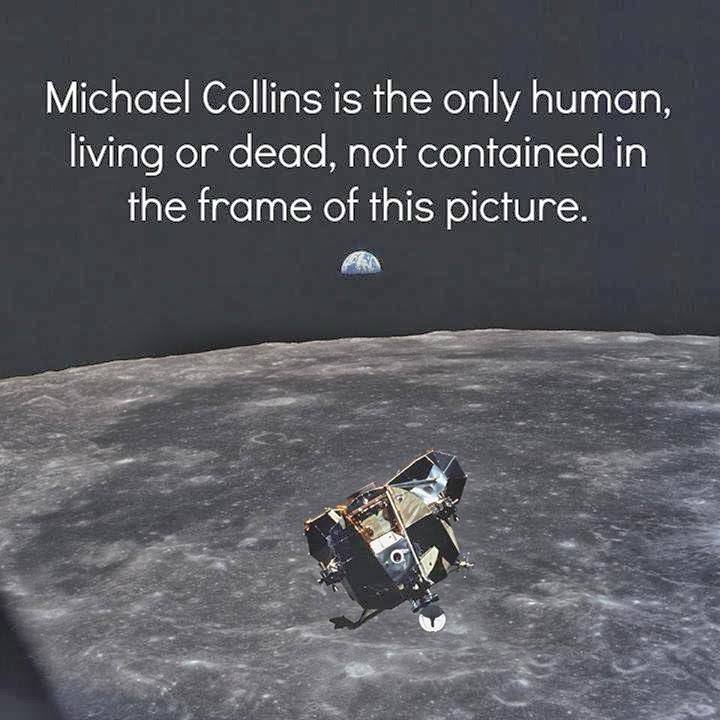 Michael Collins is the only human,
living or dead, not contained in
the frame of this picture.